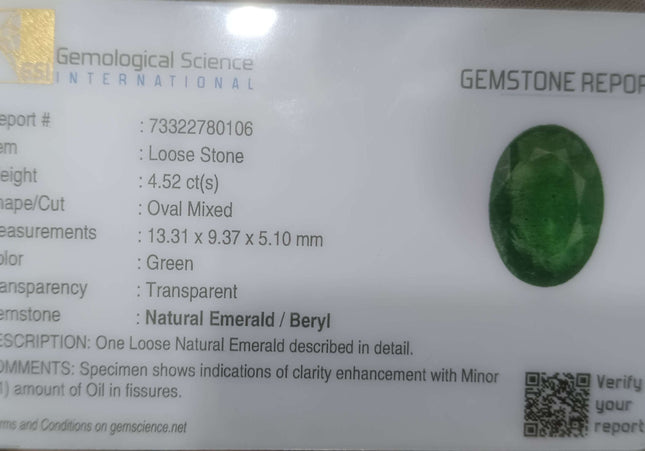 GSI Gemological Science
INTERNATIONAL
GEMSTONE REPOR
eport # : 73322780106
em : Loose Stone
eight : 4.52 ct(s)
hape/Cut : Oval Mixed
easurements : 13.31 x 9.37 x 5.10 mm
olor : Green
ansparency : Transparent
emstone : Natural Emerald / Beryl
ESCRIPTION: One Loose Natural Emerald described in detail.
OMMENTS: Specimen shows indications of clarity enhancement with Minor
1) amount of Oil in fissures.
rms and Conditions on gemscience.net
Verify
your
report